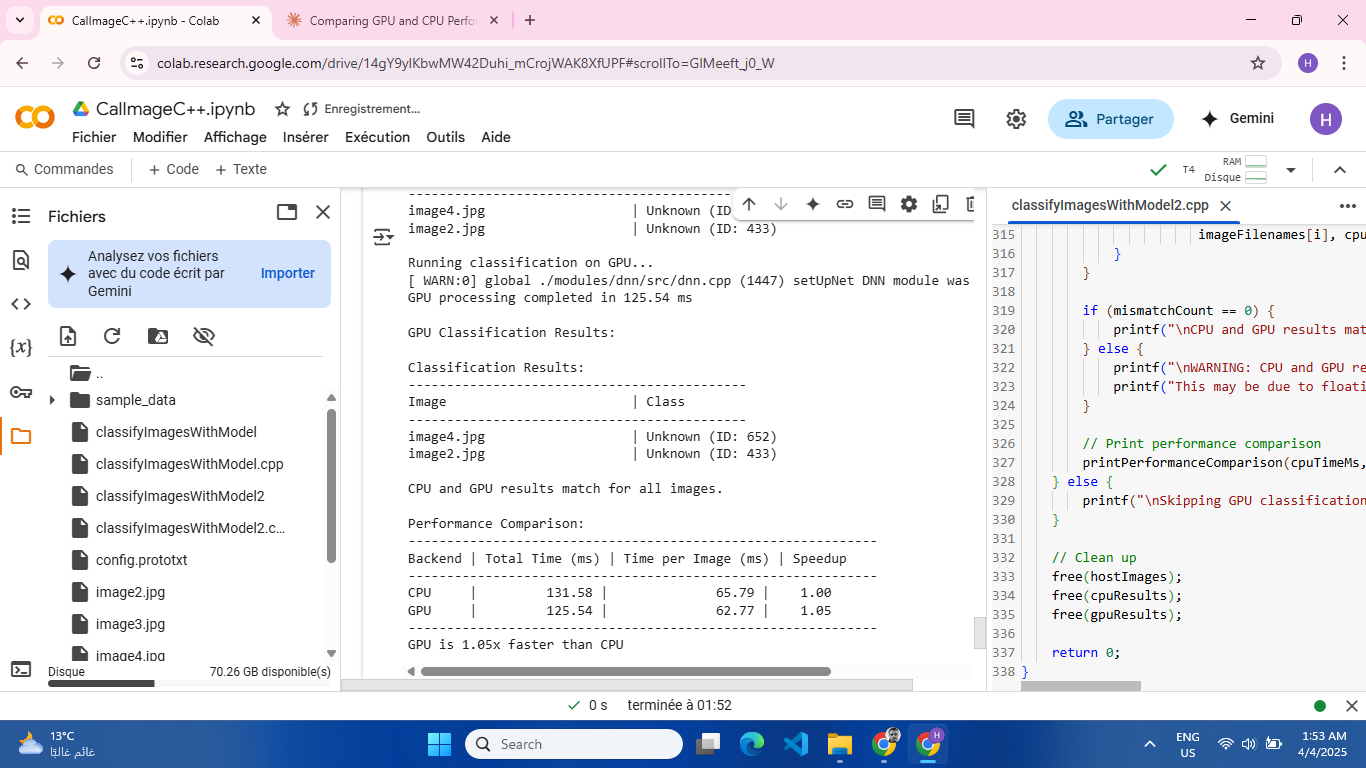 CallmageC++.ipynb - Colab
Comparing GPU and CPU Perfo
colab.research.google.com/drive/14gY9ylKbwMW42Duhi_mCrojWAK8XfUPF#scrollTo=GlMeeft_j0_W
H
CallmageC++.ipynb
Enregistrement...
Fichier Modifier Affichage Insérer Exécution Outils Aide
Partager
Gemini
H
Commandes + Code + Texte
T4
RAM
Disque
Fichiers
Analysez vos fichiers
avec du code écrit par
Gemini
Importer
..
sample_data
classifyImagesWithModel
classifyImagesWithModel.cpp
classifyImagesWithModel2
classifyImagesWithModel2.c...
config.prototxt
image2.jpg
image3.jpg
image4.jpg
Disque 70.26 GB disponible(s)
--------------------------------------------
image4.jpg | Unknown (ID
image2.jpg | Unknown (ID: 433)
Running classification on GPU...
[ WARN:0] global ./modules/dnn/src/dnn.cpp (1447) setUpNet DNN module was
GPU processing completed in 125.54 ms
GPU Classification Results:
Classification Results:
--------------------------------------------
Image | Class
--------------------------------------------
image4.jpg | Unknown (ID: 652)
image2.jpg | Unknown (ID: 433)
CPU and GPU results match for all images.
Performance Comparison:
-------------------------------------------------------------
Backend | Total Time (ms) | Time per Image (ms) | Speedup
-------------------------------------------------------------
CPU | 131.58 | 65.79 | 1.00
GPU | 125.54 | 62.77 | 1.05
-------------------------------------------------------------
GPU is 1.05x faster than CPU
classifyImagesWithModel2.cpp
315 imageFilenames[i], cpu
316 }
317 }
318
319 if (mismatchCount == 0) {
320 printf("\nCPU and GPU results mat
321 } else {
322 printf("\nWARNING: CPU and GPU re
323 printf("This may be due to floati
324 }
325
326 // Print performance comparison
327 printPerformanceComparison(cpuTimeMs,
328 } else {
329 printf("\nSkipping GPU classification
330 }
331
332 // Clean up
333 free(hostImages);
334 free(cpuResults);
335 free(gpuResults);
336
337 return 0;
338 }
0 s terminée à 01:52
13°C
غائم غالبًا
Search
H
ENG
US
1:53 AM
4/4/2025